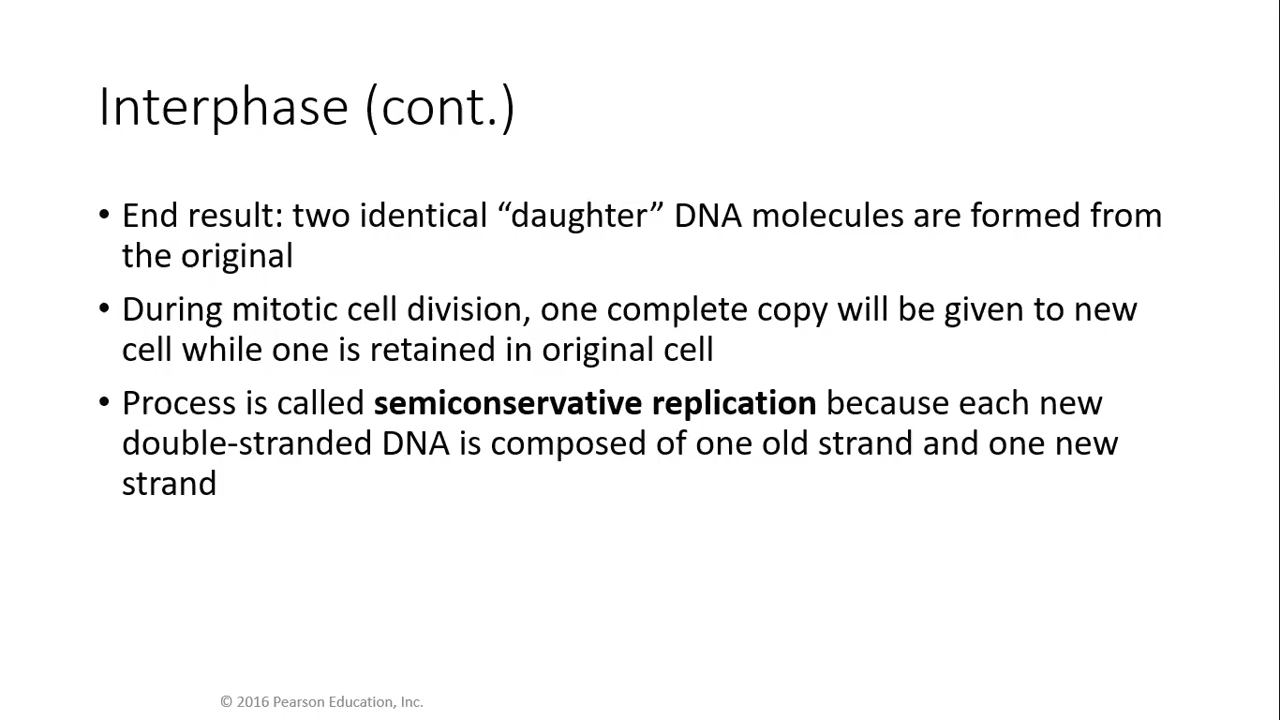 Interphase (cont.)
• End result: two identical “daughter” DNA molecules are formed from
the original
• During mitotic cell division, one complete copy will be given to new
cell while one is retained in original cell
• Process is called semiconservative replication because each new
double-stranded DNA is composed of one old strand and one new
strand
© 2016 Pearson Education, Inc.